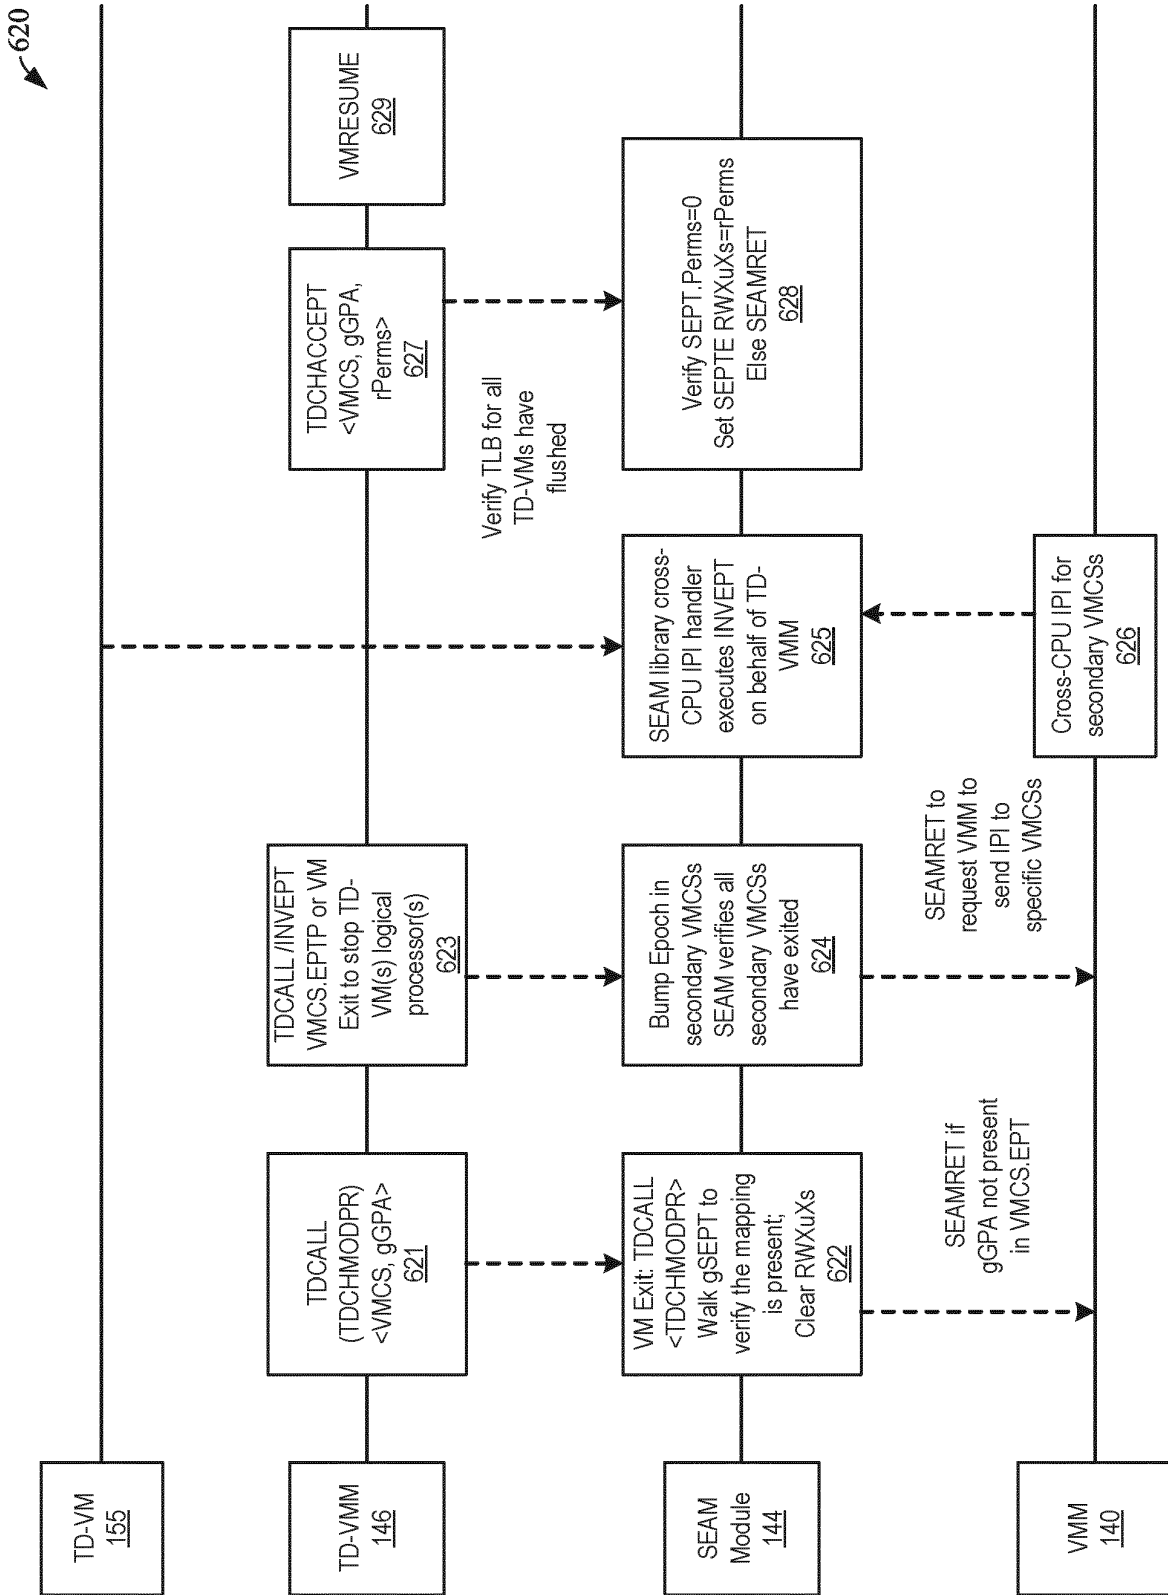 620
TD-VM
155
TD-VMM
146
TDCALL
(TDCHMODPR)
<VMCS, gGPA>
621
TDCALL /INVEPT
VMCS.EPTP or VM
Exit to stop TD-
VM(s) logical
processor(s)
623
TDCHACCEPT
<VMCS, gGPA,
rPerms>
627
VMRESUME
629
Verify TLB for all
TD-VMs have
flushed
SEAM
Module
144
VM Exit: TDCALL
<TDCHMODPR>
Walk gSEPT to
verify the mapping
is present;
Clear RWXuXs
622
Bump Epoch in
secondary VMCSs
SEAM verifies all
secondary VMCSs
have exited
624
SEAM library cross-
CPU IPI handler
executes INVEPT
on behalf of TD-
VMM
625
Verify SEPT.Perms=0
Set SEPTE RWXuXs=rPerms
Else SEAMRET
628
SEAMRET if
gGPA not present
in VMCS.EPT
SEAMRET to
request VMM to
send IPI to
specific VMCSs
VMM
140
Cross-CPU IPI for
secondary VMCSs
626